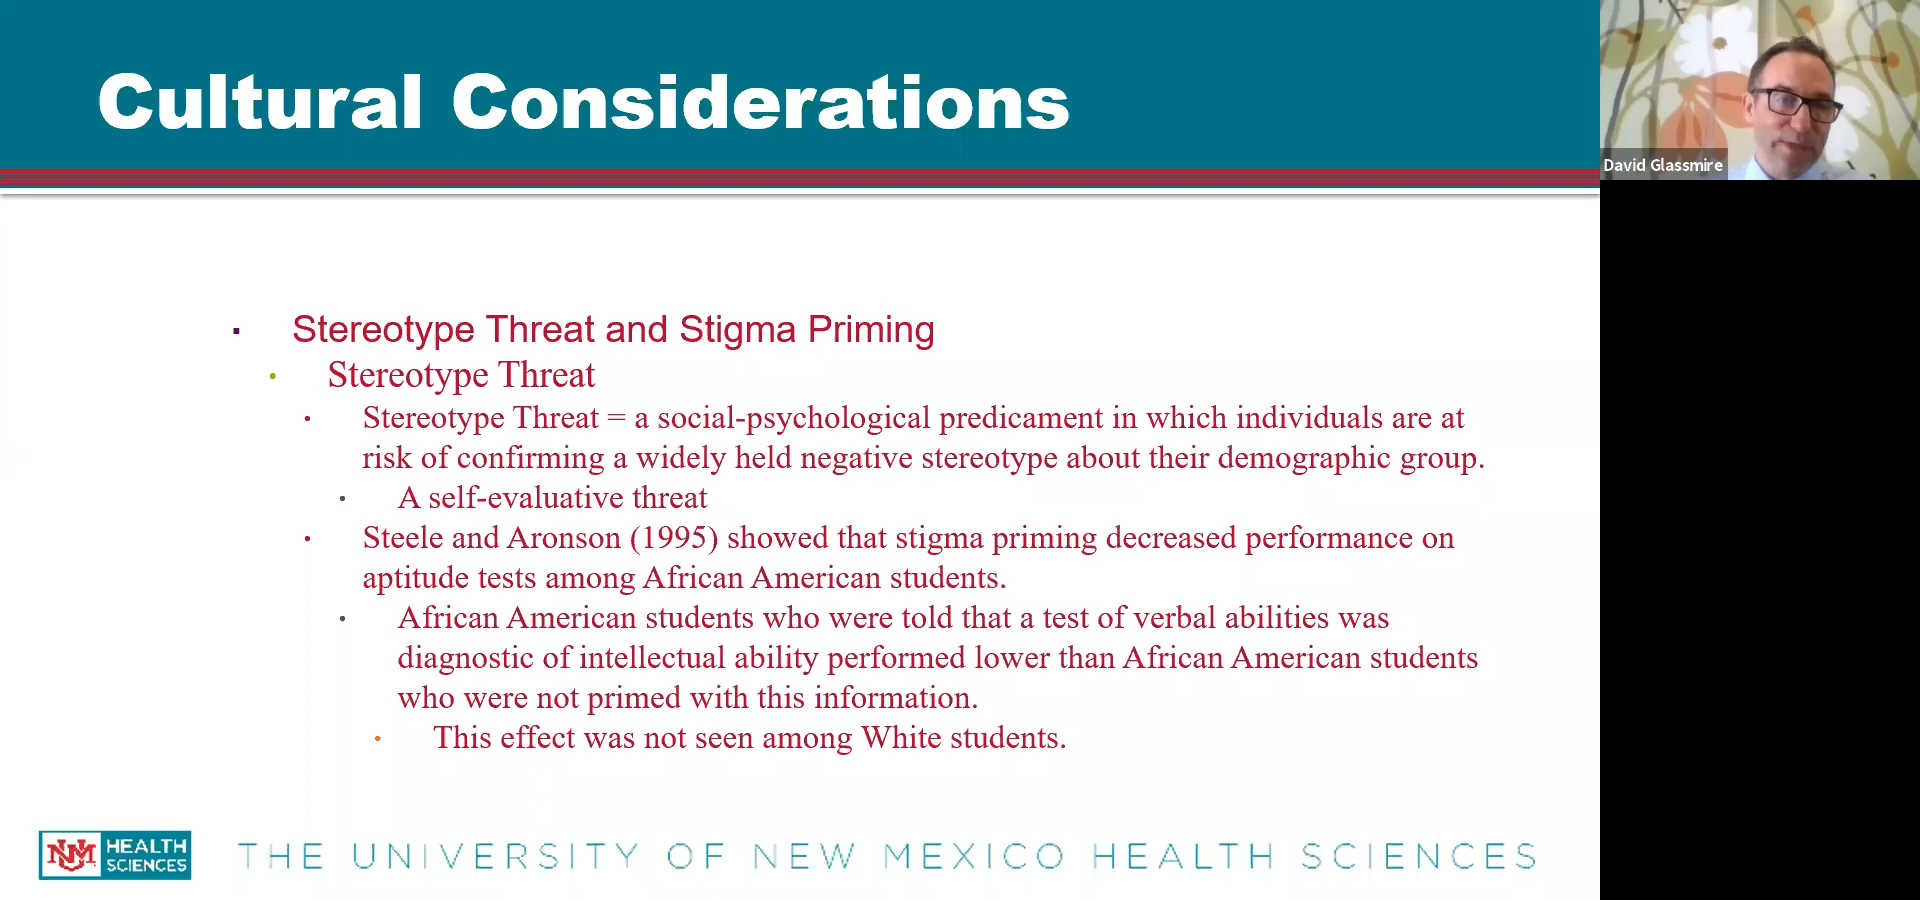 Cultural Considerations
David Glassmire
Stereotype Threat and Stigma Priming
Stereotype Threat
Stereotype Threat = a social-psychological predicament in which individuals are at
risk of confirming a widely held negative stereotype about their demographic group.
A self-evaluative threat
Steele and Aronson (1995) showed that stigma priming decreased performance on
aptitude tests among African American students.
African American students who were told that a test of verbal abilities was
diagnostic of intellectual ability performed lower than African American students
who were not primed with this information.
This effect was not seen among White students.
UNM HEALTH
SCIENCES
THE UNIVERSITY OF NEW MEXICO HEALTH SCIENCES